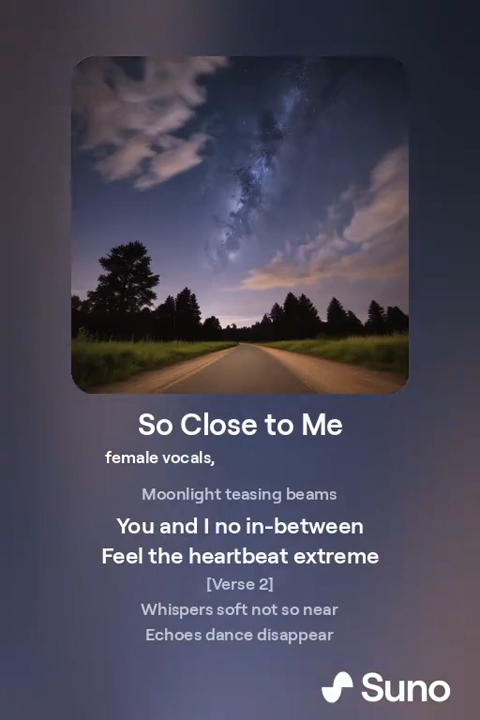 So Close to Me
female vocals,
Moonlight teasing beams
You and I no in-between
Feel the heartbeat extreme
[Verse 2]
Whispers soft not so near
Echoes dance disappear
Suno